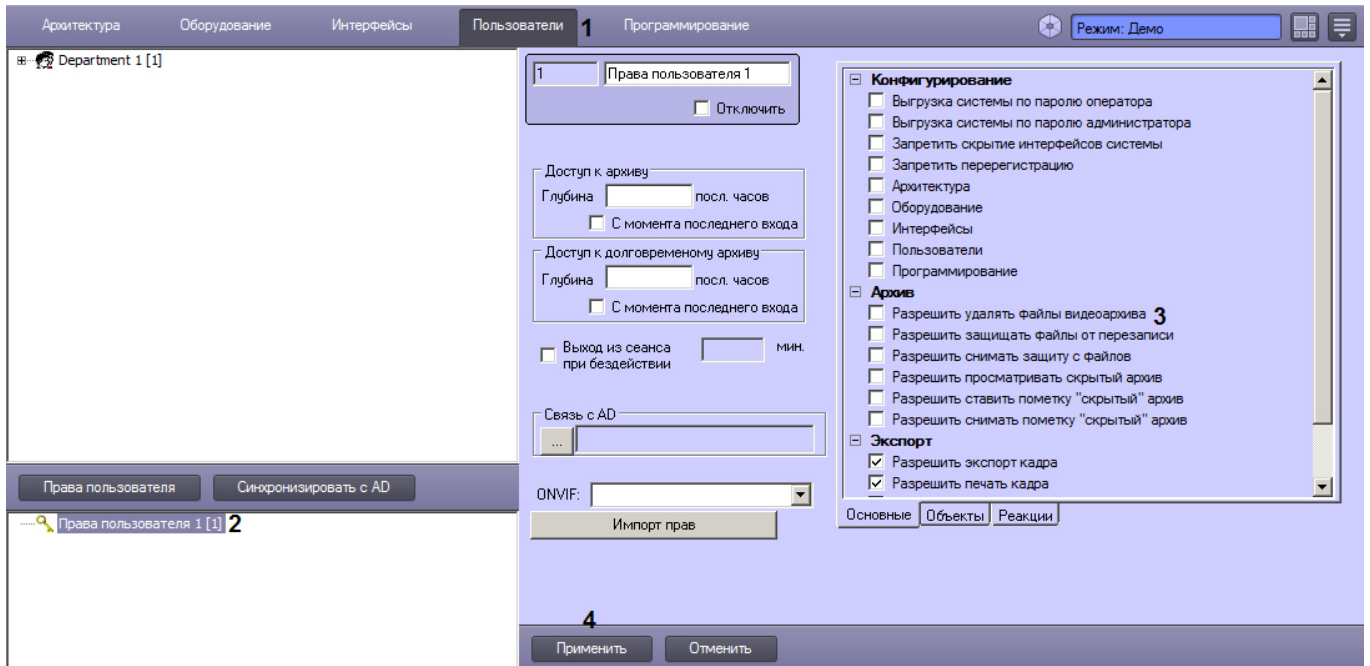 Архитектура Оборудование Интерфейсы Пользователи 1 Программирование Режим: Демо
Department 1 [1]
Права пользователя Синхронизировать с AD
Права пользователя 1 [1] 2
1 Права пользователя 1
Отключить
Доступ к архиву
Глубина посл. часов
С момента последнего входа
Доступ к долговременому архиву
Глубина посл. часов
С момента последнего входа
Выход из сеанса мин.
при бездействии
Связь с AD
...
ONVIF:
Импорт прав
Конфигурирование
Выгрузка системы по паролю оператора
Выгрузка системы по паролю администратора
Запретить скрытие интерфейсов системы
Запретить перерегистрацию
Архитектура
Оборудование
Интерфейсы
Пользователи
Программирование
Архив
Разрешить удалять файлы видеоархива 3
Разрешить защищать файлы от перезаписи
Разрешить снимать защиту с файлов
Разрешить просматривать скрытый архив
Разрешить ставить пометку "скрытый" архив
Разрешить снимать пометку "скрытый" архив
Экспорт
Разрешить экспорт кадра
Разрешить печать кадра
Основные Объекты Реакции
4
Применить Отменить